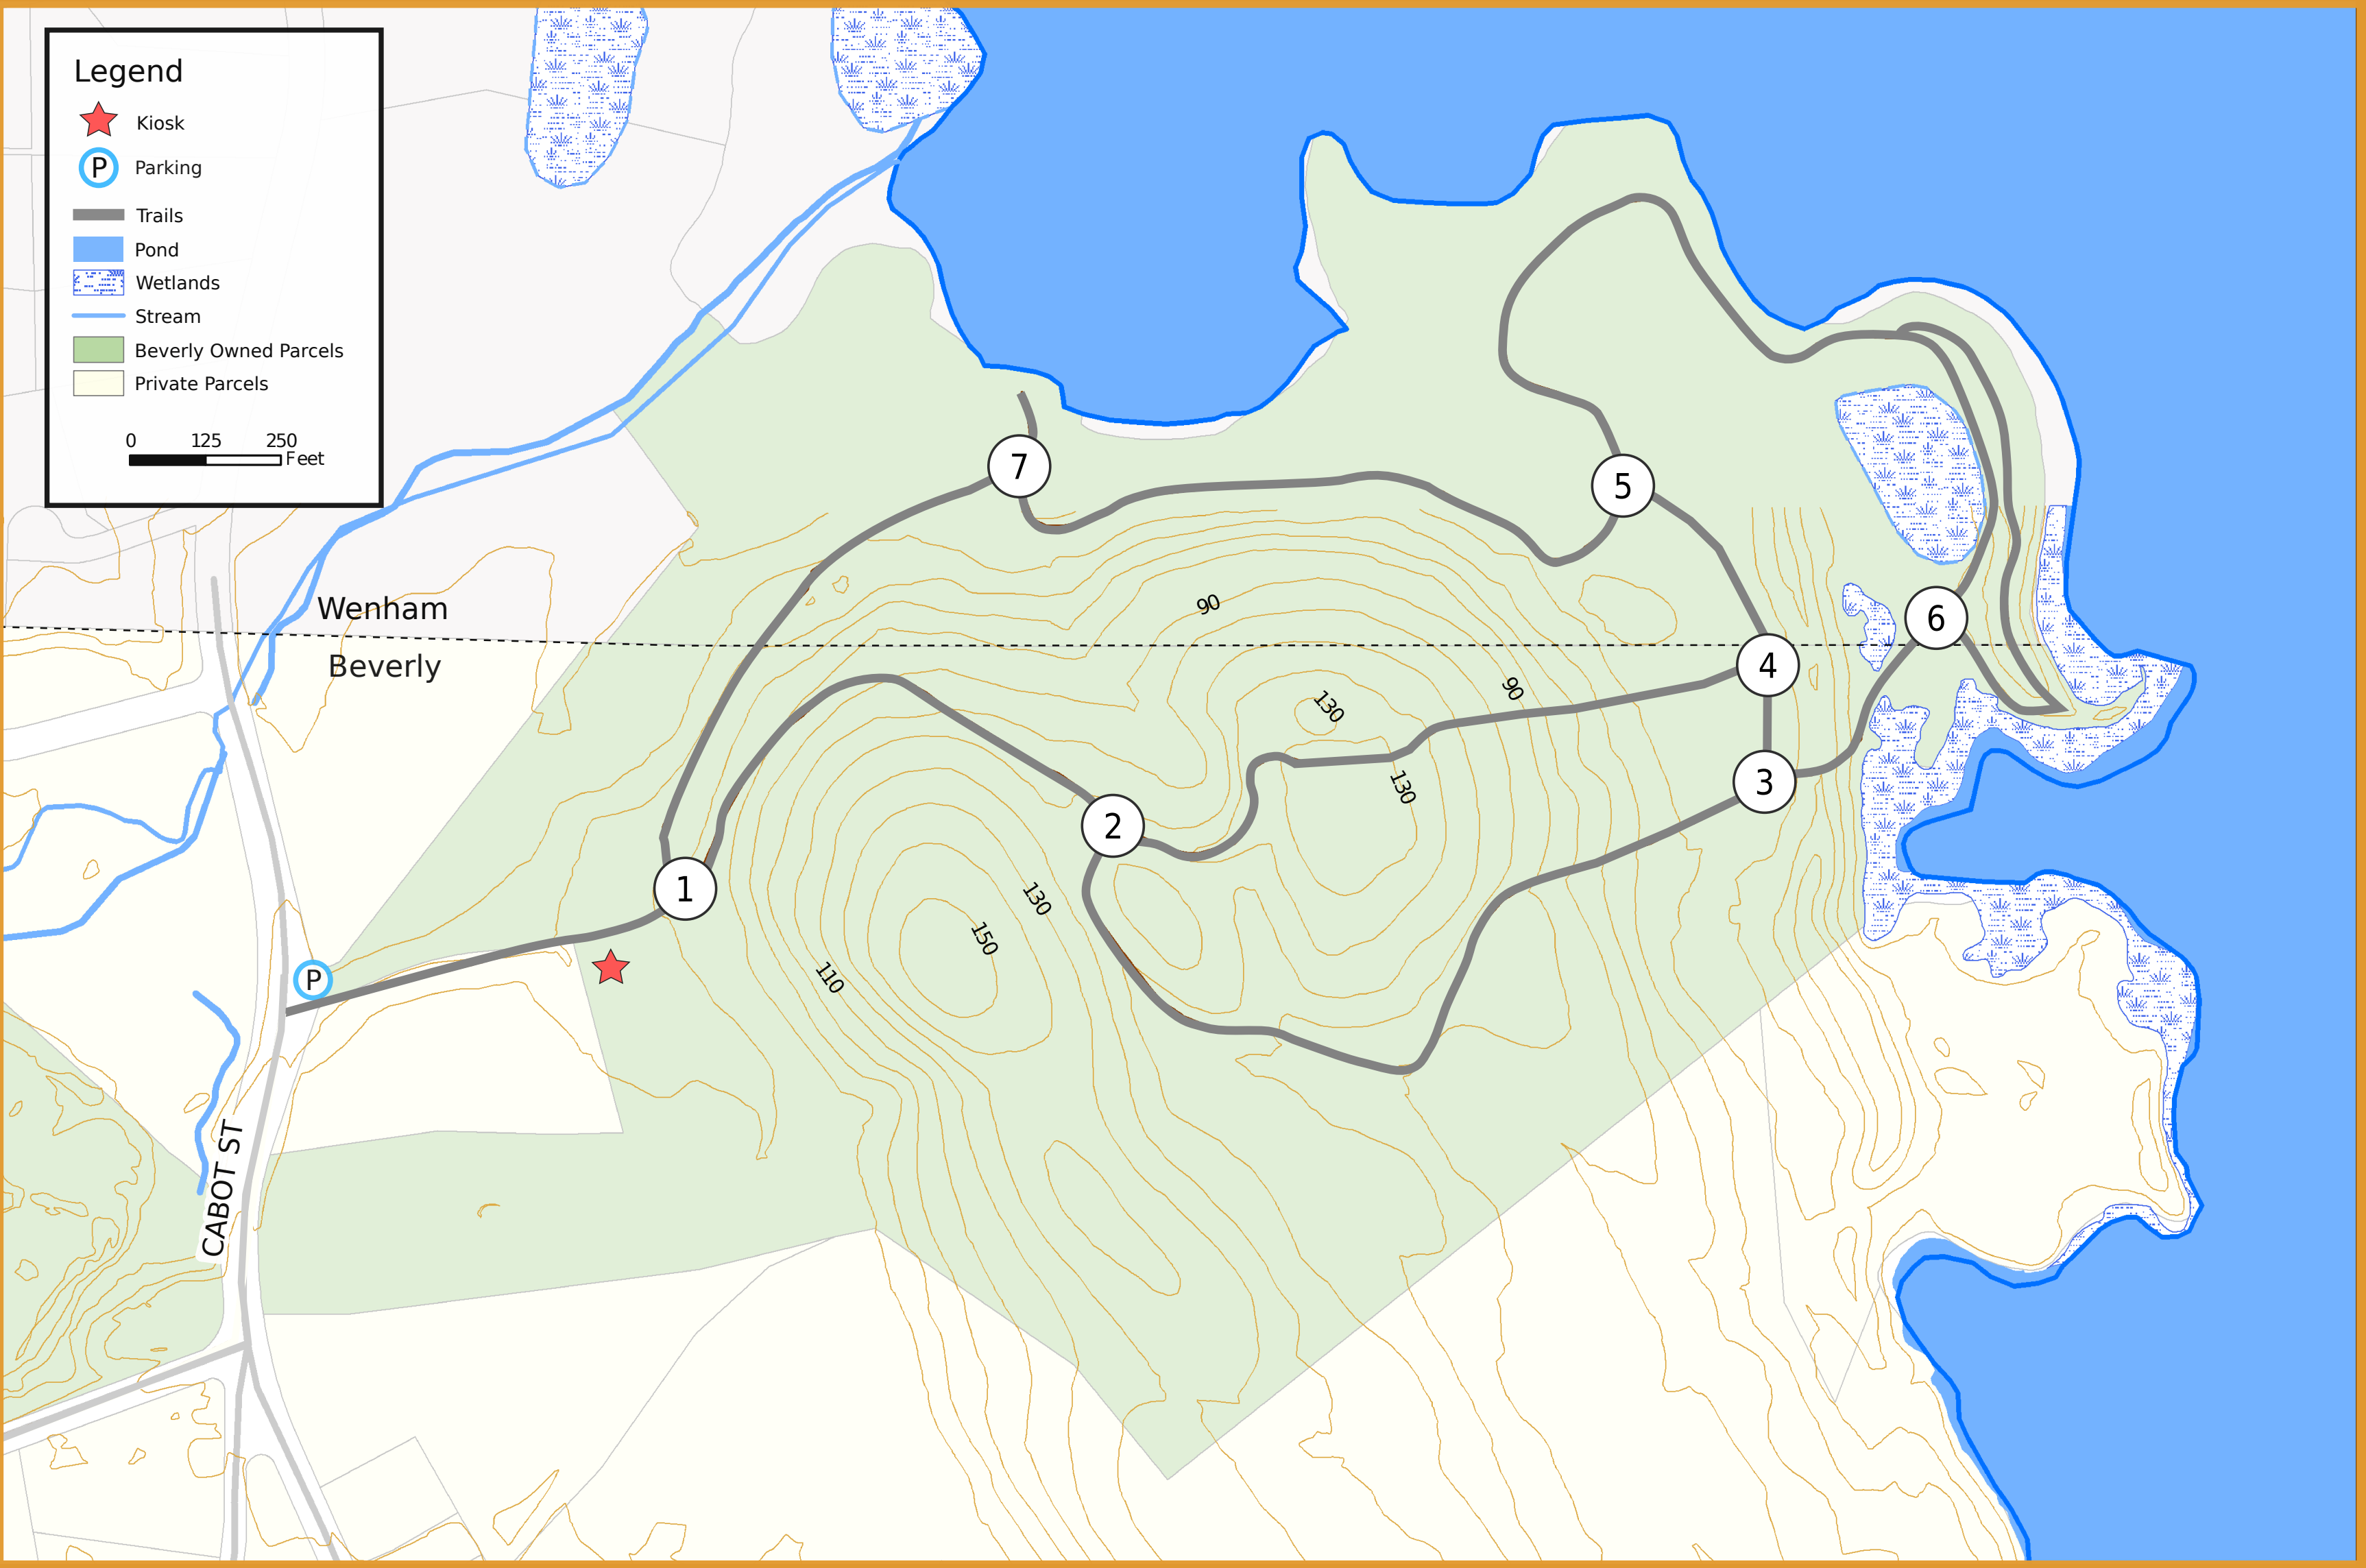 Legend
Kiosk
P Parking
Trails
Pond
Wetlands
Stream
Beverly Owned Parcels
Private Parcels
0 125 250
Feet
7
5
Wenham
Beverly
90
6
4
130
90
3
130
2
1
130
150
110
P
CABOT ST